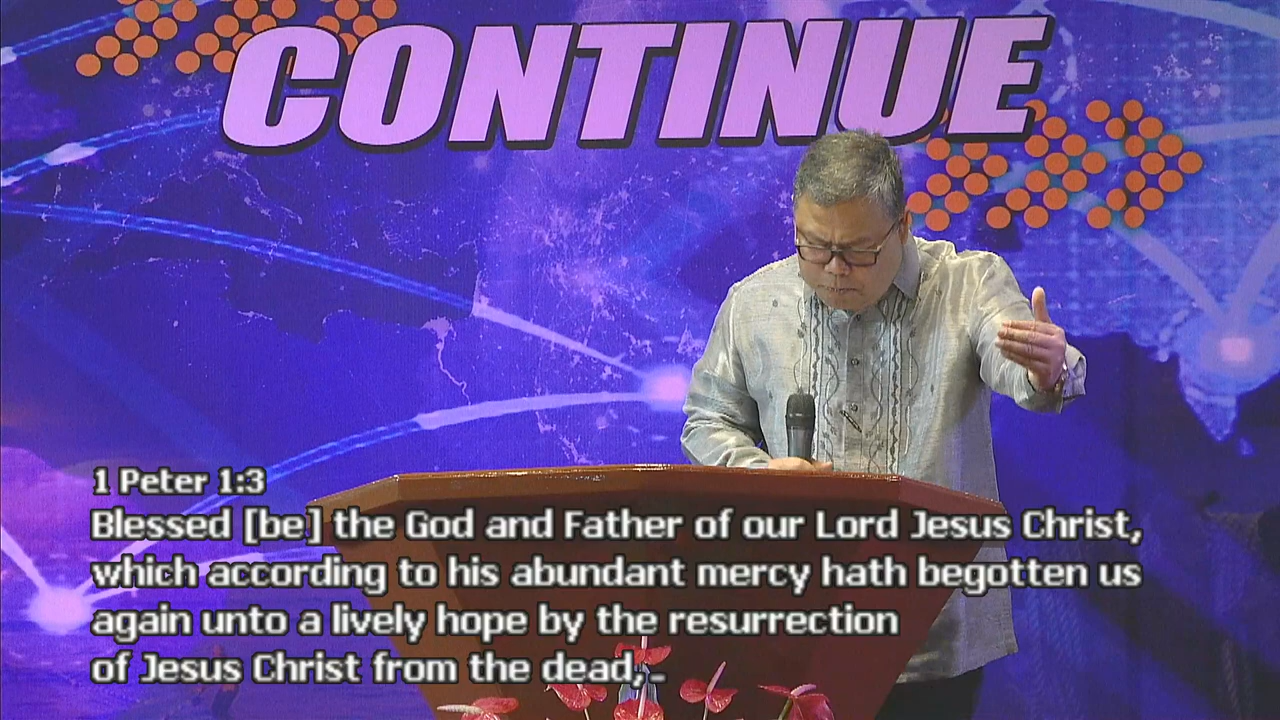 CONTINUE
1 Peter 1:3
Blessed [be] the God and Father of our Lord Jesus Christ,
which according to his abundant mercy hath begotten us
again unto a lively hope by the resurrection
of Jesus Christ from the dead,